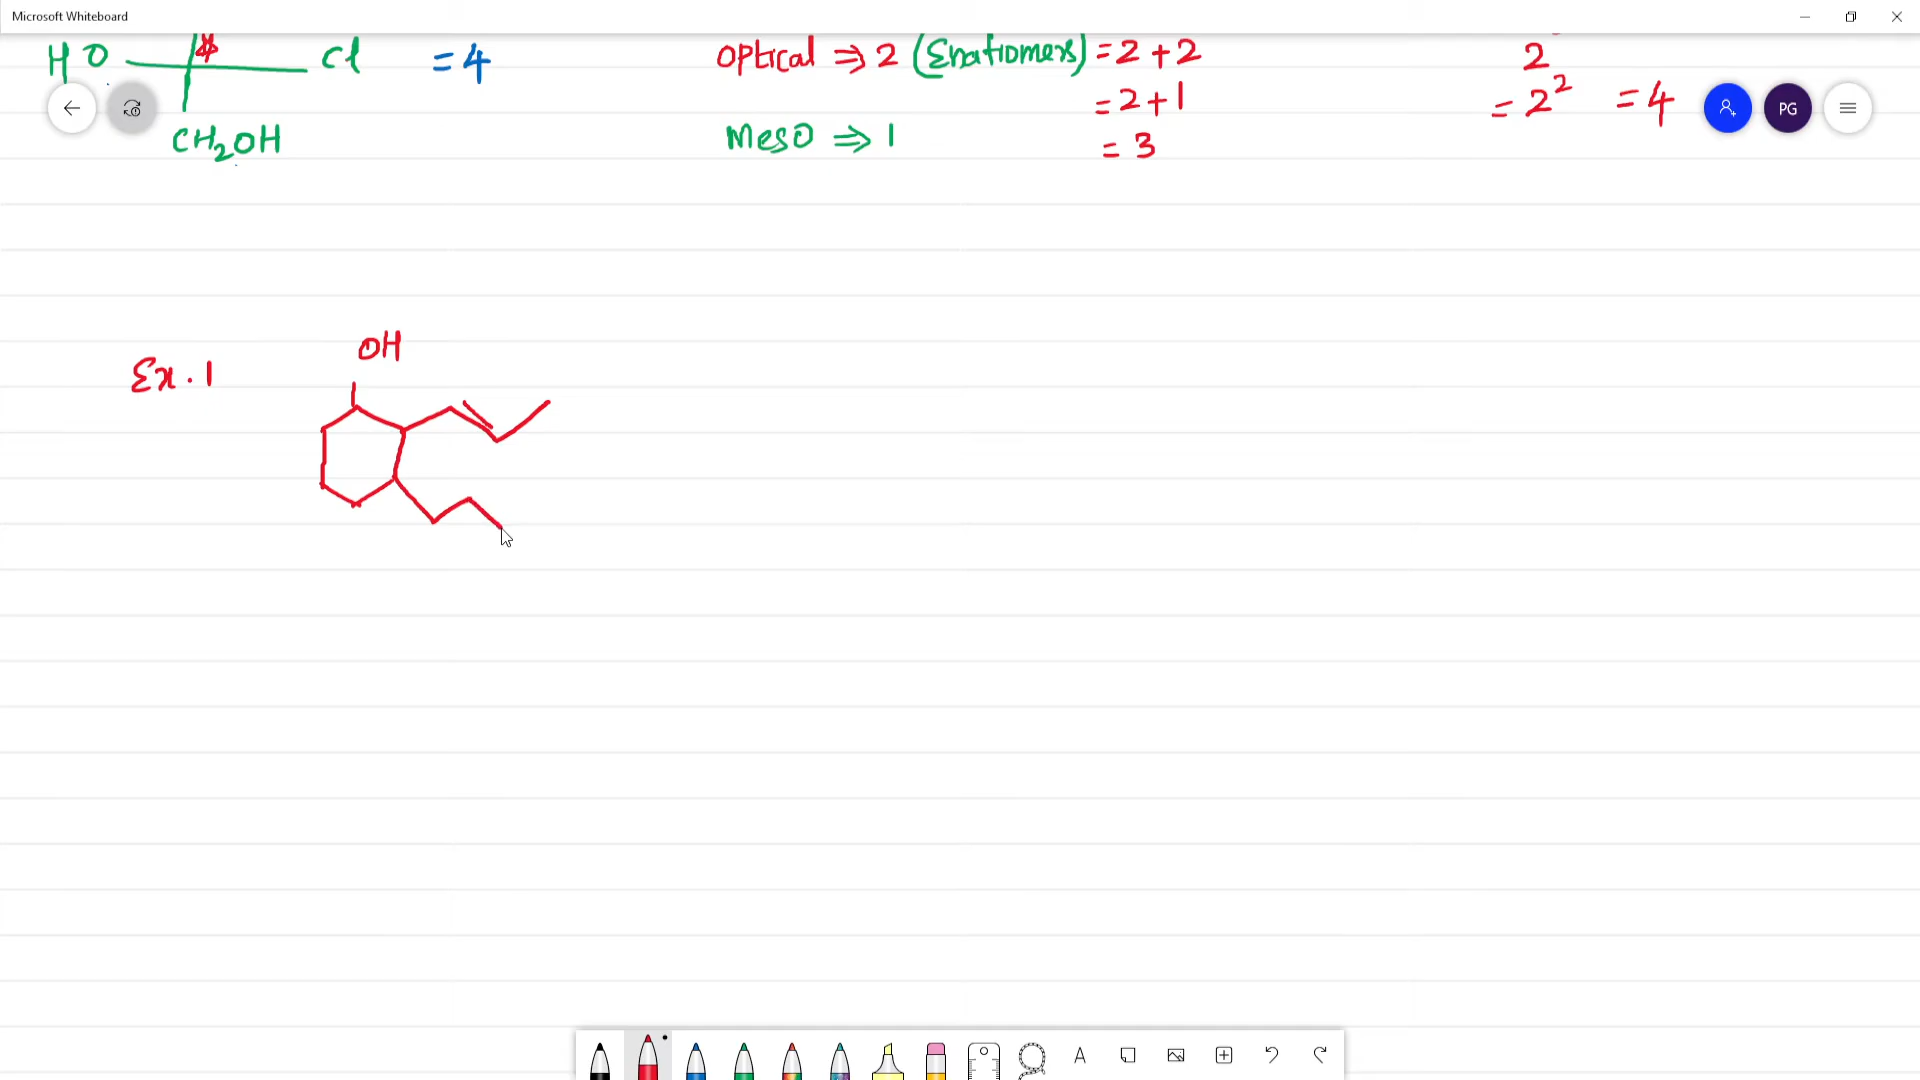 Microsoft Whiteboard
HO Cl = 4
CH2OH
Optical ⇒ 2 (Enatiomers) = 2 + 2
= 2 + 1
Meso ⇒ 1
= 3
2
= 2² = 4
PG
OH
Ex. 1
A